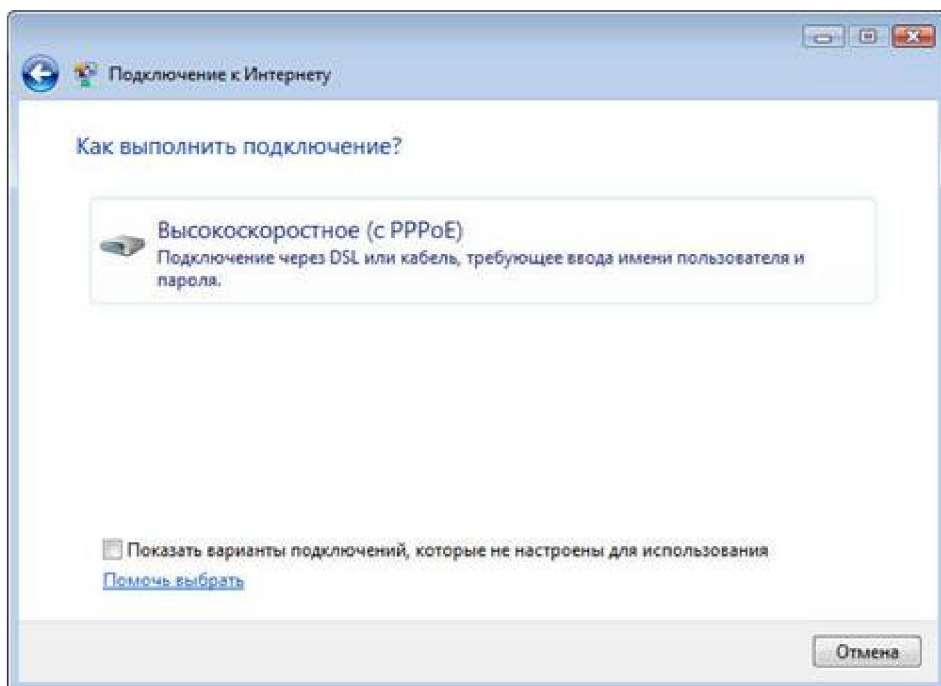 Подключение к Интернету
Как выполнить подключение?
Высокоскоростное (с PPPoE)
Подключение через DSL или кабель, требующее ввода имени пользователя и
пароля.
Показать варианты подключений, которые не настроены для использования
Помочь выбрать
Отмена